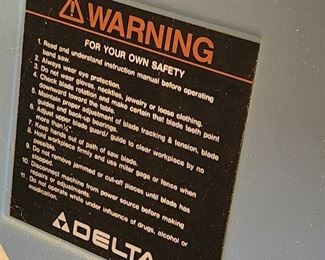 WARNING
FOR YOUR OWN SAFETY
1. Read and understand instruction manual before operating
band saw.
2. Always wear eye protection.
3. Do not wear gloves, neckties, jewelry or loose clothing.
4. Check blade rotation and make certain that blade teeth point
downward toward the table.
5. Maintain proper adjustment of blade tracking & tension, blade
guides and back-up bearings.
6. Adjust upper blade guard/ guide to clear workpiece by no
more than
7. Keep hands out of path of saw blade.
8. Hold workpiece firmly and use miter gage or fence when
possible.
9. Do not remove jammed or cut-off pieces until blade has
stopped.
10. Disconnect machine from power source before making
repairs or adjustments.
11. Do not operate while under influence of drugs, alcohol or
medication.
DELTA